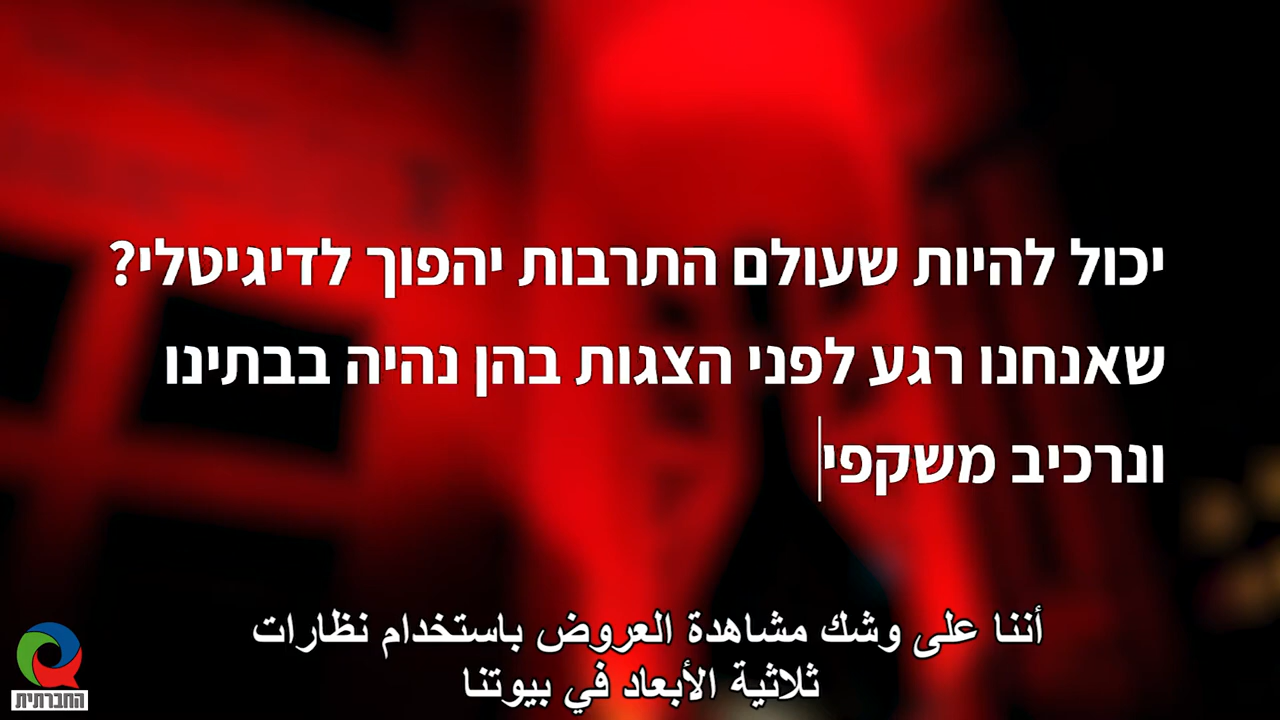 יכול להיות שעולם התרבות יהפוך לדיגיטלי?
שאנחנו רגע לפני הצגות בהן נהיה בבתינו
ונרכיב משקפי
أننا على وشك مشاهدة العروض باستخدام نظارات
ثلاثية الأبعاد في بيوتنا
החברתית